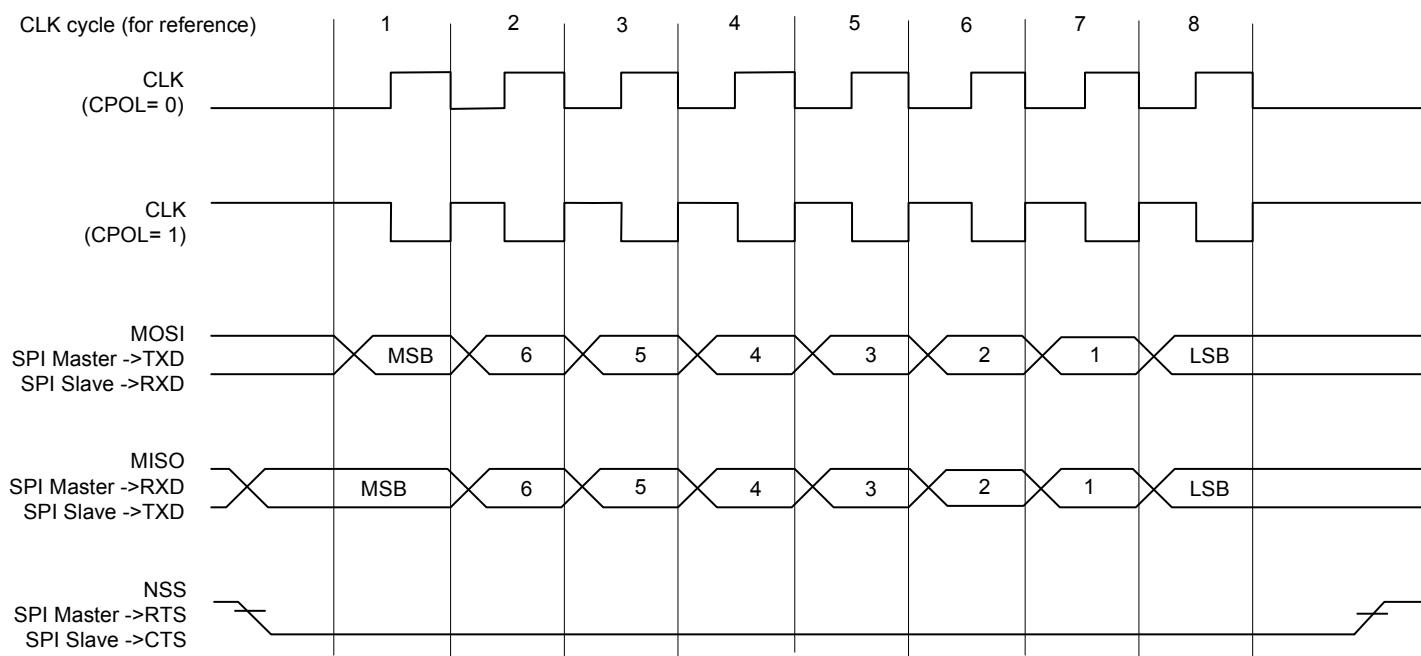 CLK cycle (for reference) 1 2 3 4 5 6 7 8
CLK
(CPOL= 0)
CLK
(CPOL= 1)
MOSI
SPI Master ->TXD
SPI Slave ->RXD
MSB 6 5 4 3 2 1 LSB
MISO
SPI Master ->RXD
SPI Slave ->TXD
MSB 6 5 4 3 2 1 LSB
NSS
SPI Master ->RTS
SPI Slave ->CTS